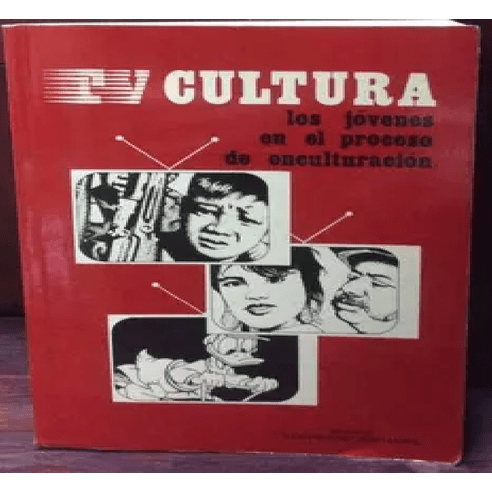 TV CULTURA
los jóvenes
en el proceso
de enculturación